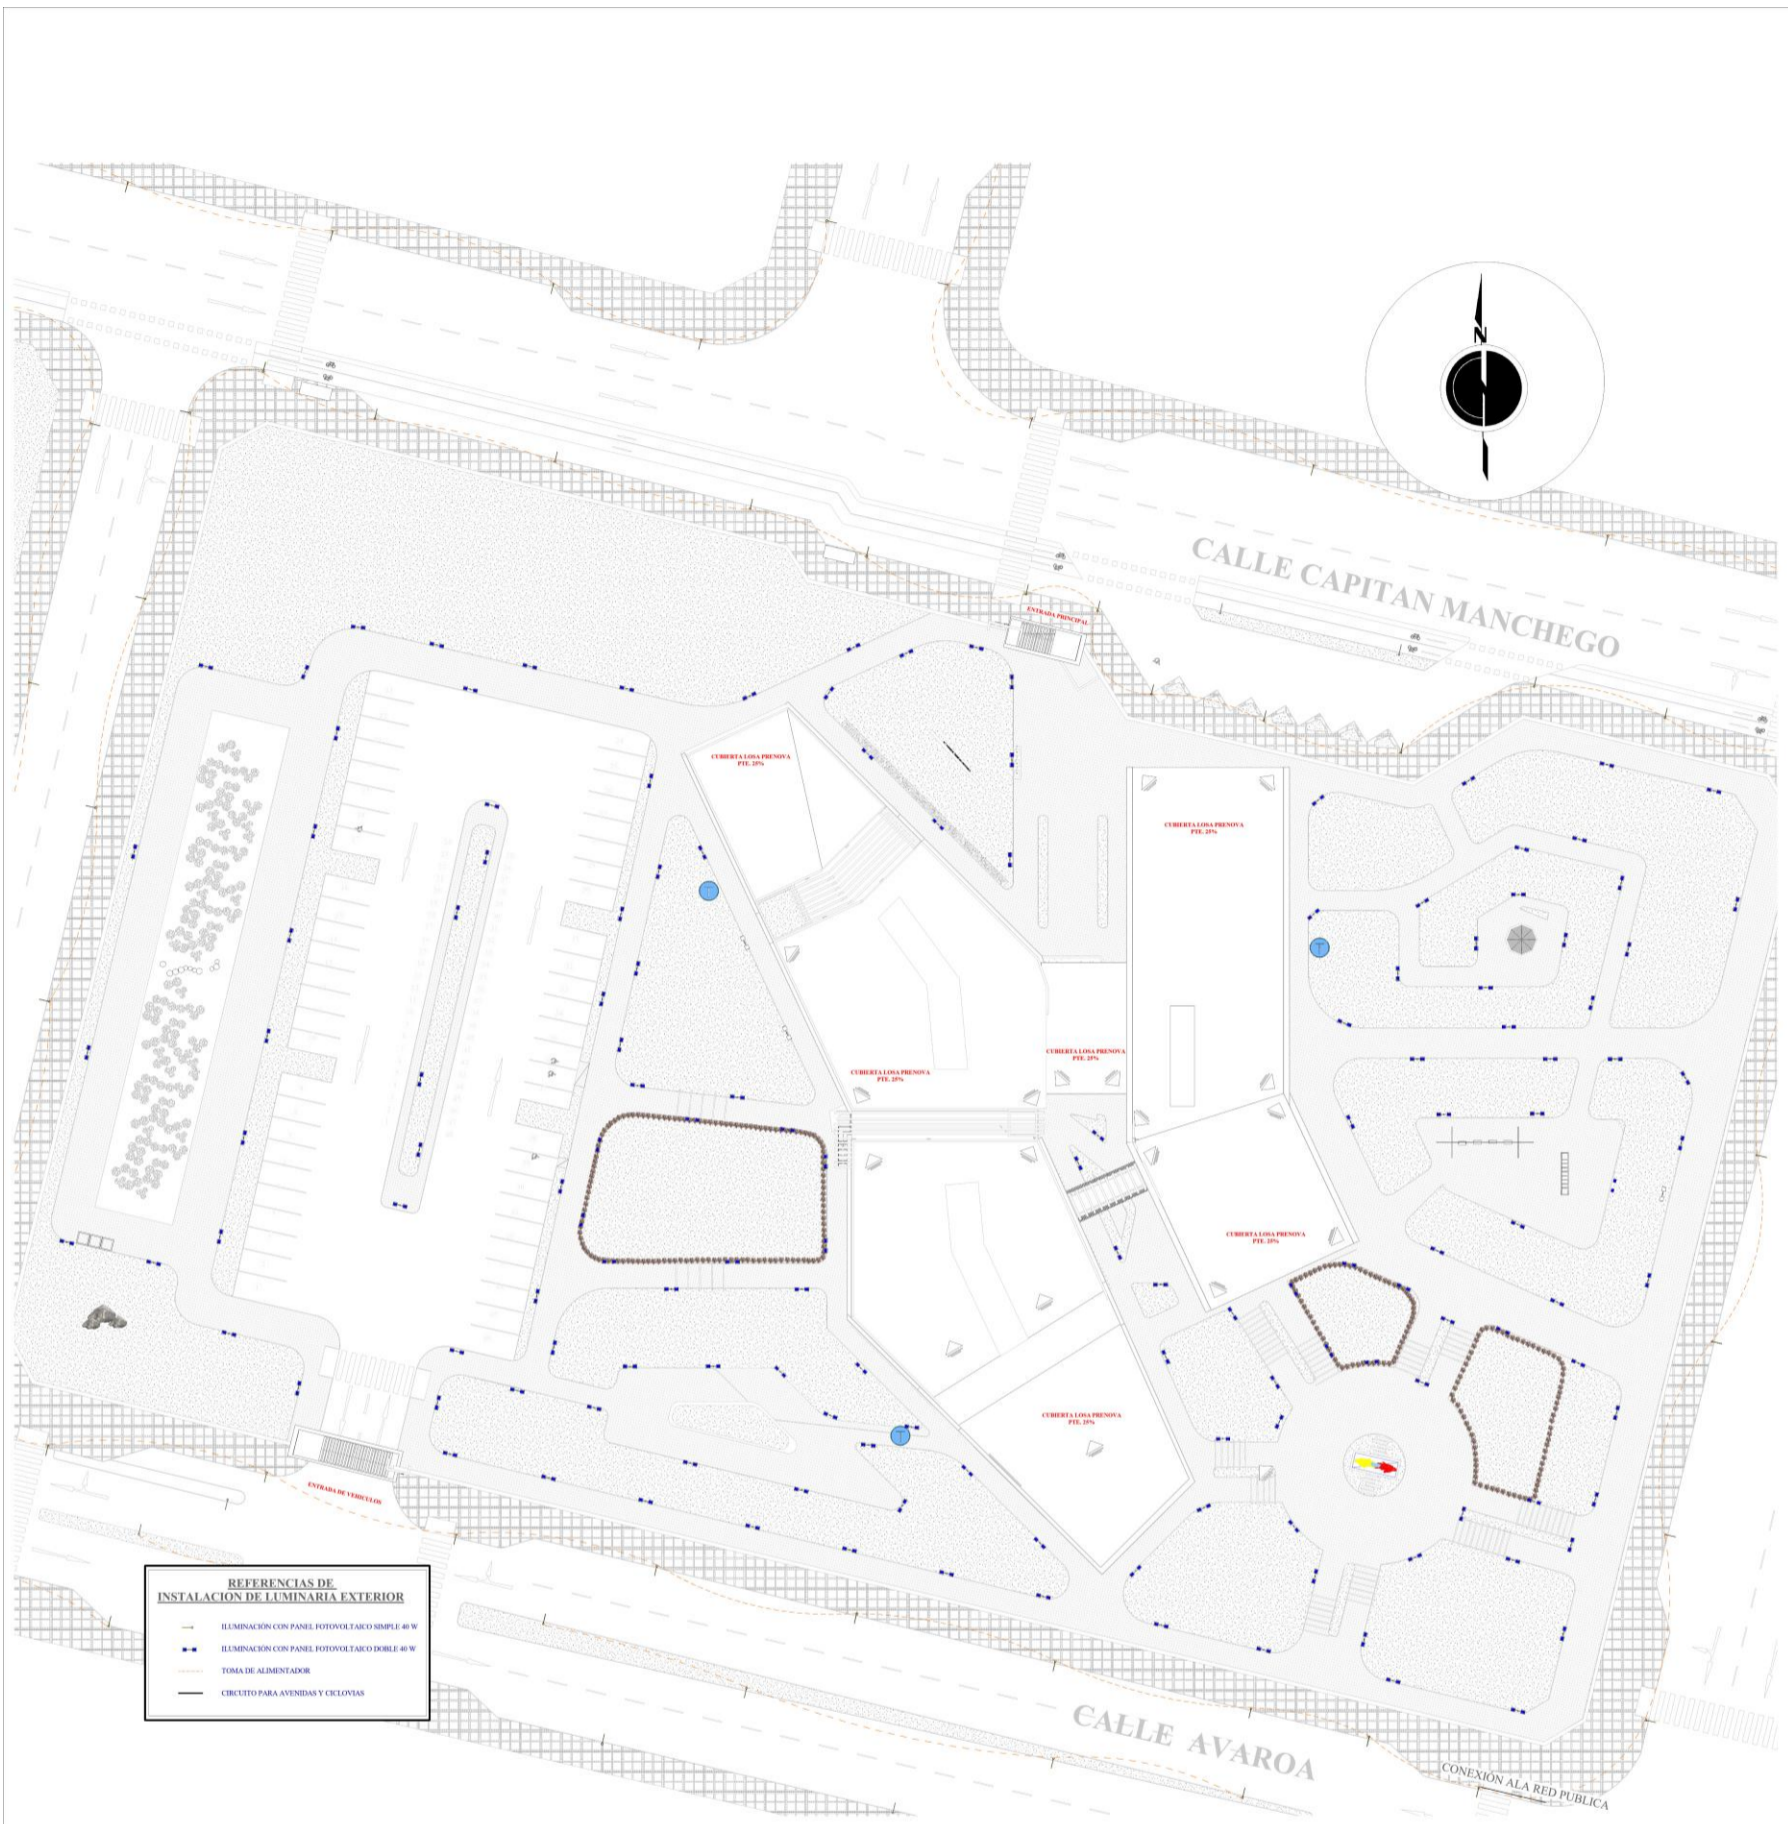 N
CALLE CAPITAN MANCHEGO
ENTRADA PRINCIPAL
CUBIERTA LOSA PRENOVA
PTE. 25%
CUBIERTA LOSA PRENOVA
PTE. 25%
T
T
CUBIERTA LOSA PRENOVA
PTE. 25%
CUBIERTA LOSA PRENOVA
PTE. 25%
CUBIERTA LOSA PRENOVA
PTE. 25%
CUBIERTA LOSA PRENOVA
PTE. 25%
T
ENTRADA DE VEHICULOS
REFERENCIAS DE
INSTALACION DE LUMINARIA EXTERIOR
ILUMINACIÓN CON PANEL FOTOVOLTAICO SIMPLE 40 W
ILUMINACIÓN CON PANEL FOTOVOLTAICO DOBLE 40 W
TOMA DE ALIMENTADOR
CIRCUITO PARA AVENIDAS Y CICLOVIAS
CALLE AVAROA
CONEXIÓN ALA RED PUBLICA